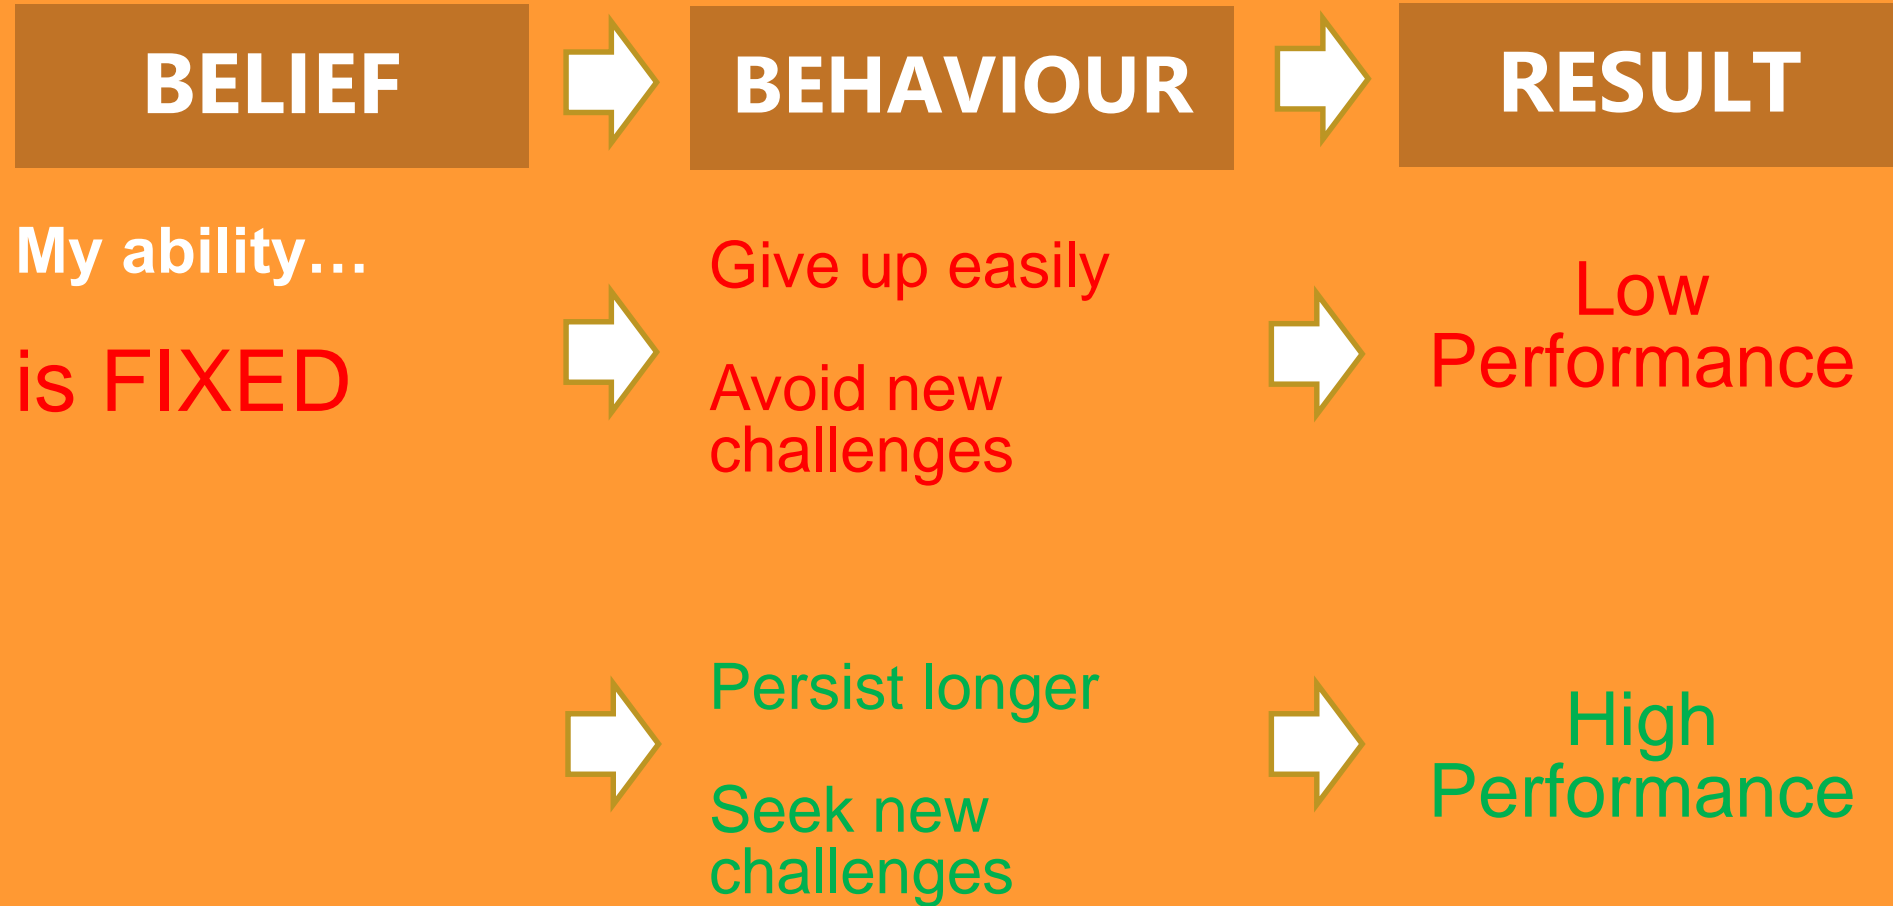 BELIEF
BEHAVIOUR
RESULT
My ability…
is FIXED
Give up easily
Avoid new
challenges
Low
Performance
Persist longer
Seek new
challenges
High
Performance